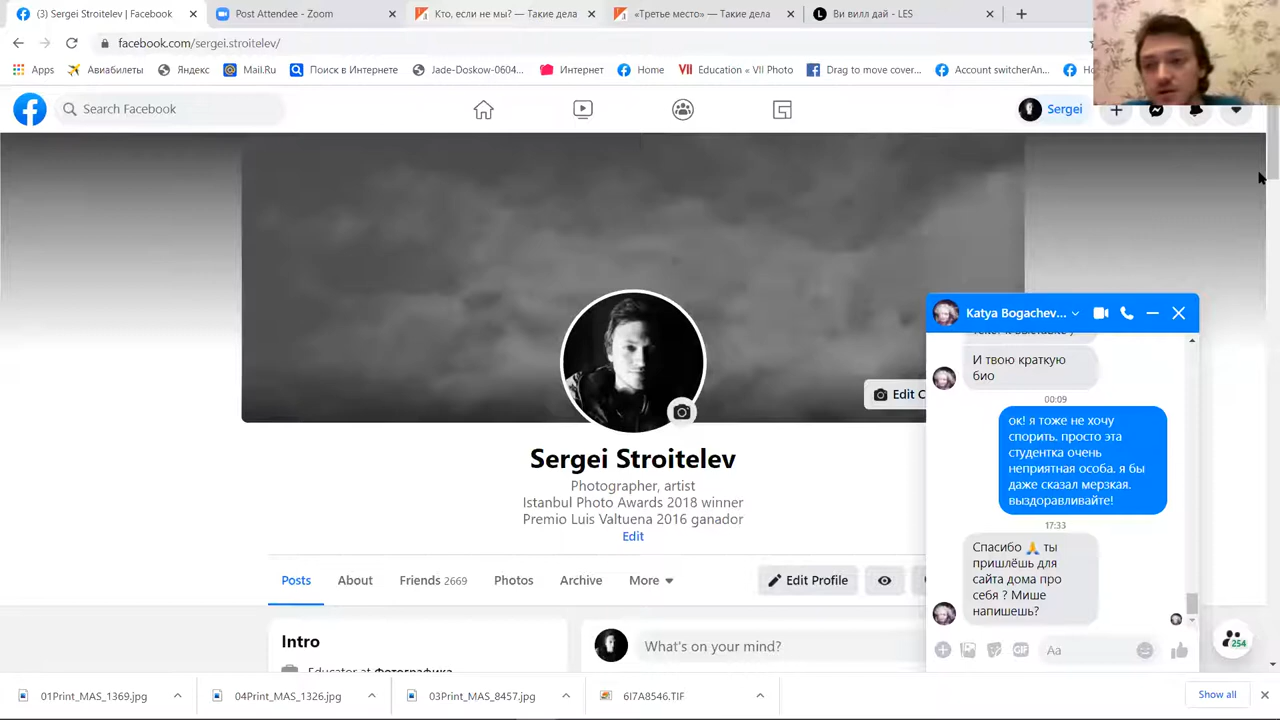 (3) Sergei Stroitelev | Facebook
Post Attendee - Zoom
Кто, если не мы? — Такие дела
«Третье место» — Такие дела
Ви вилл дай - LES
facebook.com/sergei.stroitelev/
Apps
Авиабилеты
Яндекс
Mail.Ru
Поиск в Интернете
Jade-Doskow-0604...
Интернет
Home
VII Education « VII Photo
Drag to move cover...
Account switcherAn...
Search Facebook
Sergei
Edit C
Sergei Stroitelev
Photographer, artist
Istanbul Photo Awards 2018 winner
Premio Luis Valtuena 2016 ganador
Edit
Posts
About
Friends 2669
Photos
Archive
More
Edit Profile
Intro
Educator at Фотографика
What's on your mind?
Katya Bogachev...
И твою краткую
био
00:09
ок! я тоже не хочу
спорить. просто эта
студентка очень
неприятная особа. я бы
даже сказал мерзкая.
выздоравливайте!
17:33
Спасибо 🙏 ты
пришлёшь для
сайта дома про
себя ? Мише
напишешь?
GIF
Aa
254
01Print_MAS_1369.jpg
04Print_MAS_1326.jpg
03Print_MAS_8457.jpg
6I7A8546.TIF
Show all